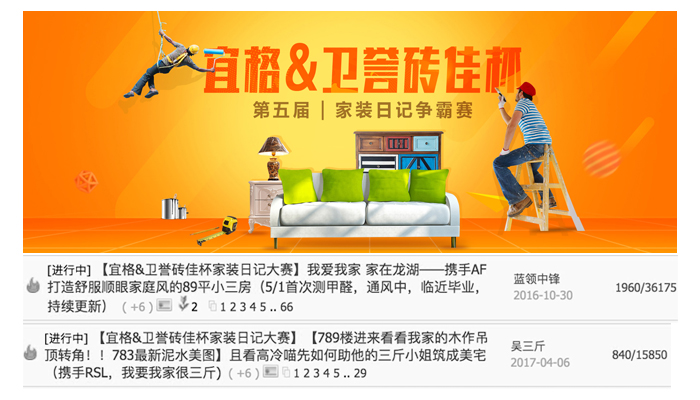 宜格&卫誉砖佳杯
第五届 | 家装日记争霸赛
[进行中] 【宜格&卫誉砖佳杯家装日记大赛】我爱我家 家在龙湖——携手AF
打造舒服顺眼家庭风的89平小三房（5/1首次测甲醛，通风中，临近毕业，
持续更新） ( +6 ) 2 1 2 3 4 5 .. 66
蓝领中锋
2016-10-30
1960/36175
[进行中] 【宜格&卫誉砖佳杯家装日记大赛】【789楼进来看看我家的木作吊
顶转角！！783最新泥水美图】且看高冷喵先如何助他的三斤小姐筑成美宅
（携手RSL，我要我家很三斤) ( +6 ) 1 2 3 4 5 .. 29
吴三斤
2017-04-06
840/15850